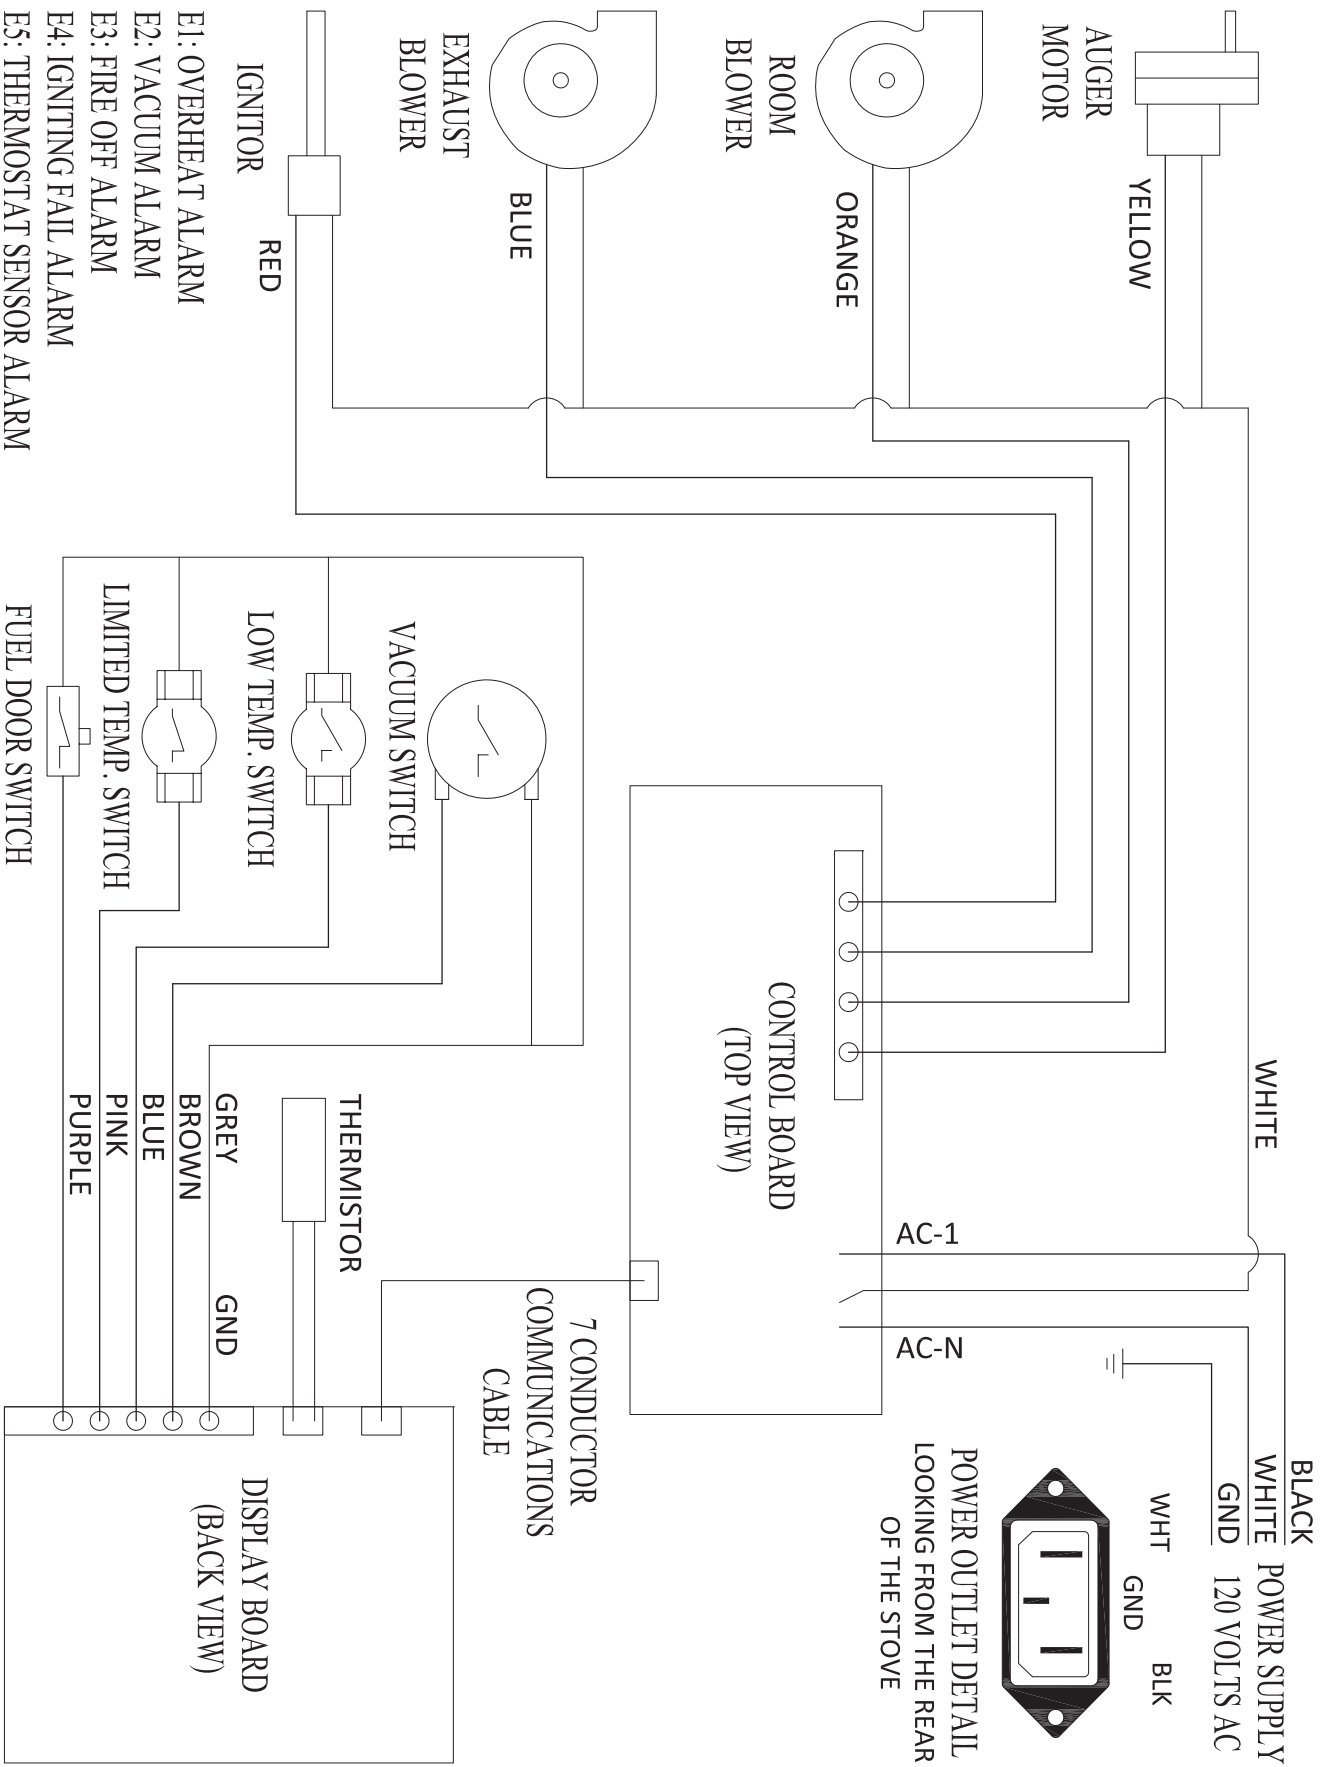 AUGER
MOTOR
YELLOW
ROOM
BLOWER
ORANGE
EXHAUST
BLOWER
BLUE
IGNITOR
RED
E1: OVERHEAT ALARM
E2: VACUUM ALARM
E3: FIRE OFF ALARM
E4: IGNITING FAIL ALARM
E5: THERMOSTAT SENSOR ALARM
WHITE
CONTROL BOARD
(TOP VIEW)
VACUUM SWITCH
LOW TEMP. SWITCH
LIMITED TEMP. SWITCH
FUEL DOOR SWITCH
AC-1
AC-N
THERMISTOR
GREY
GND
BROWN
BLUE
PINK
PURPLE
7 CONDUCTOR
COMMUNICATIONS
CABLE
BLACK
WHITE
GND
POWER SUPPLY
120 VOLTS AC
WHT
GND
BLK
POWER OUTLET DETAIL
LOOKING FROM THE REAR
OF THE STOVE
DISPLAY BOARD
(BACK VIEW)